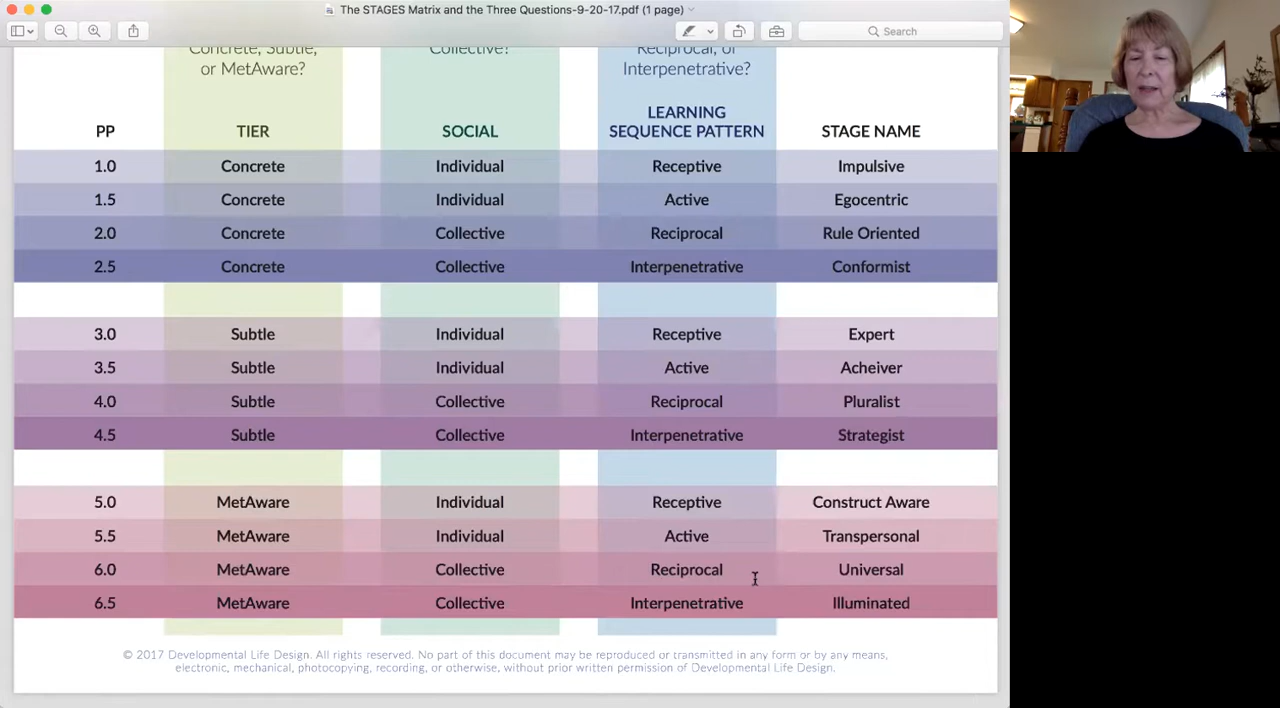 The STAGES Matrix and the Three Questions-9-20-17.pdf (1 page)
Search
Concrete, Subtle, Collective? Reciprocal, or
or MetAware? Interpenetrative?
LEARNING
PP TIER SOCIAL SEQUENCE PATTERN STAGE NAME
1.0 Concrete Individual Receptive Impulsive
1.5 Concrete Individual Active Egocentric
2.0 Concrete Collective Reciprocal Rule Oriented
2.5 Concrete Collective Interpenetrative Conformist
3.0 Subtle Individual Receptive Expert
3.5 Subtle Individual Active Acheiver
4.0 Subtle Collective Reciprocal Pluralist
4.5 Subtle Collective Interpenetrative Strategist
5.0 MetAware Individual Receptive Construct Aware
5.5 MetAware Individual Active Transpersonal
6.0 MetAware Collective Reciprocal Universal
6.5 MetAware Collective Interpenetrative Illuminated
© 2017 Developmental Life Design. All rights reserved. No part of this document may be reproduced or transmitted in any form or by any means,
electronic, mechanical, photocopying, recording, or otherwise, without prior written permission of Developmental Life Design.